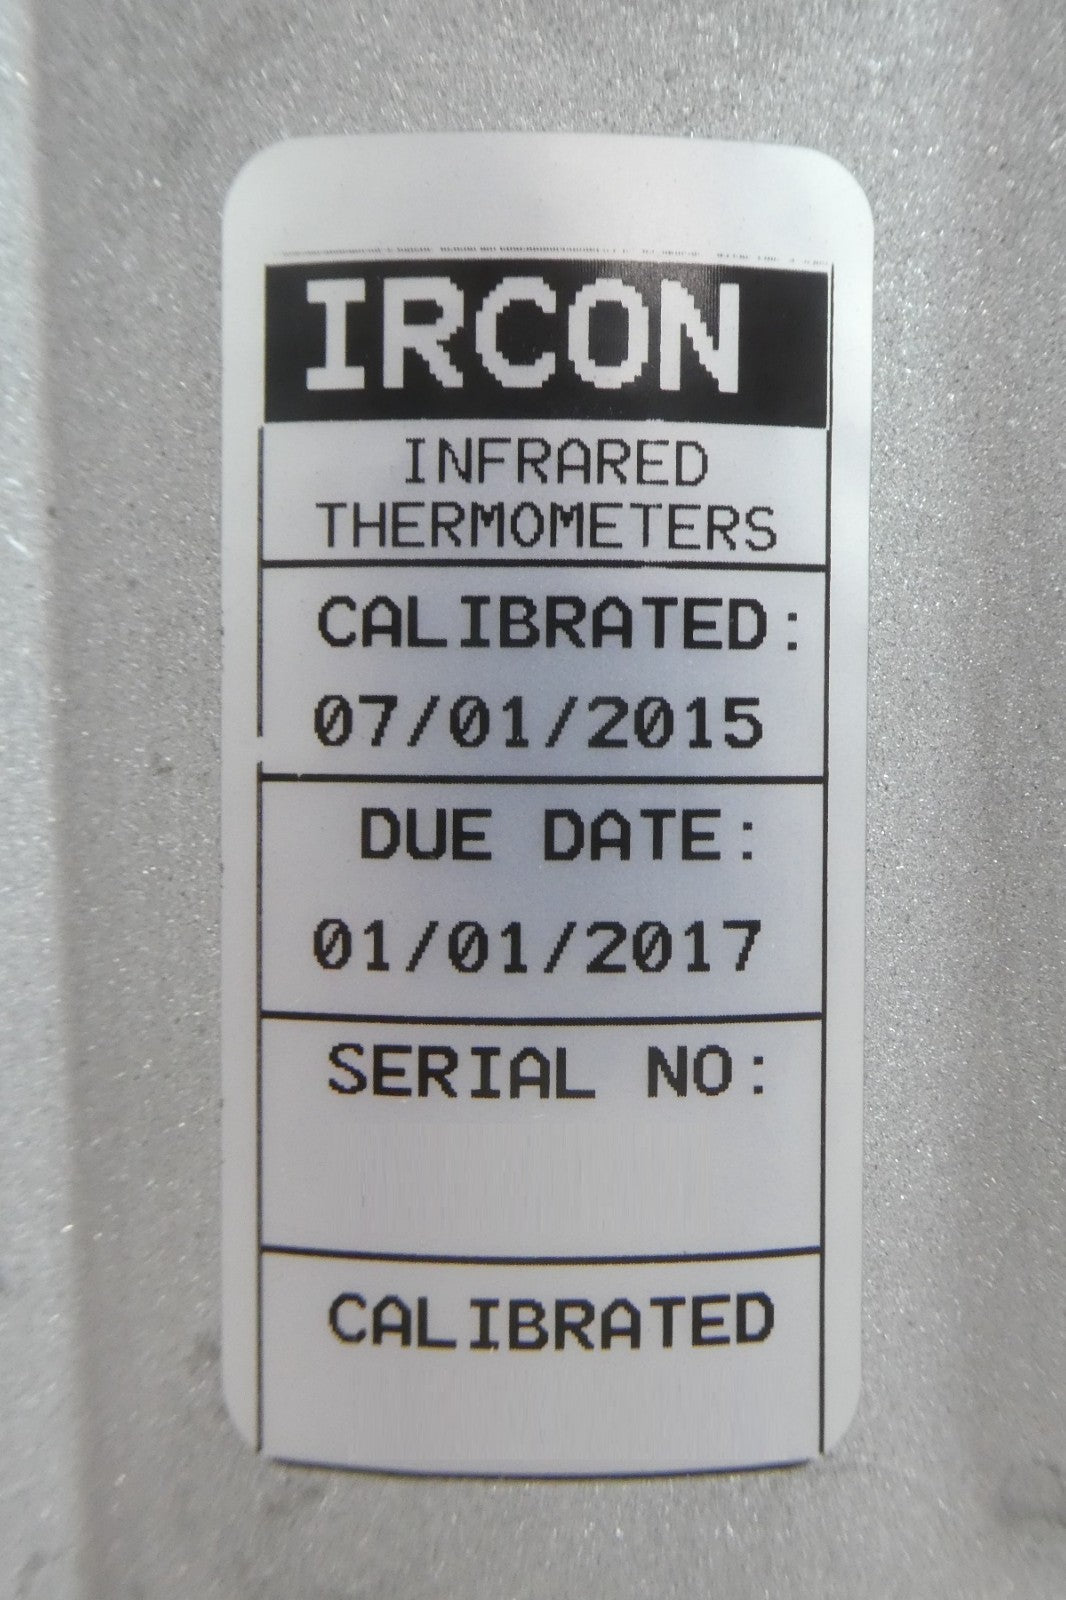 IRCON
INFRARED
THERMOMETERS
CALIBRATED:
07/01/2015
DUE DATE:
01/01/2017
SERIAL NO:
CALIBRATED